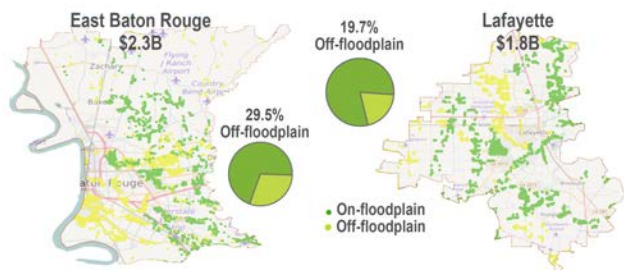 East Baton Rouge
$2.3B
19.7%
Off-floodplain
Lafayette
$1.8B
29.5%
Off-floodplain
On-floodplain
Off-floodplain
Zachary
Airport
Rouge
Lafayette